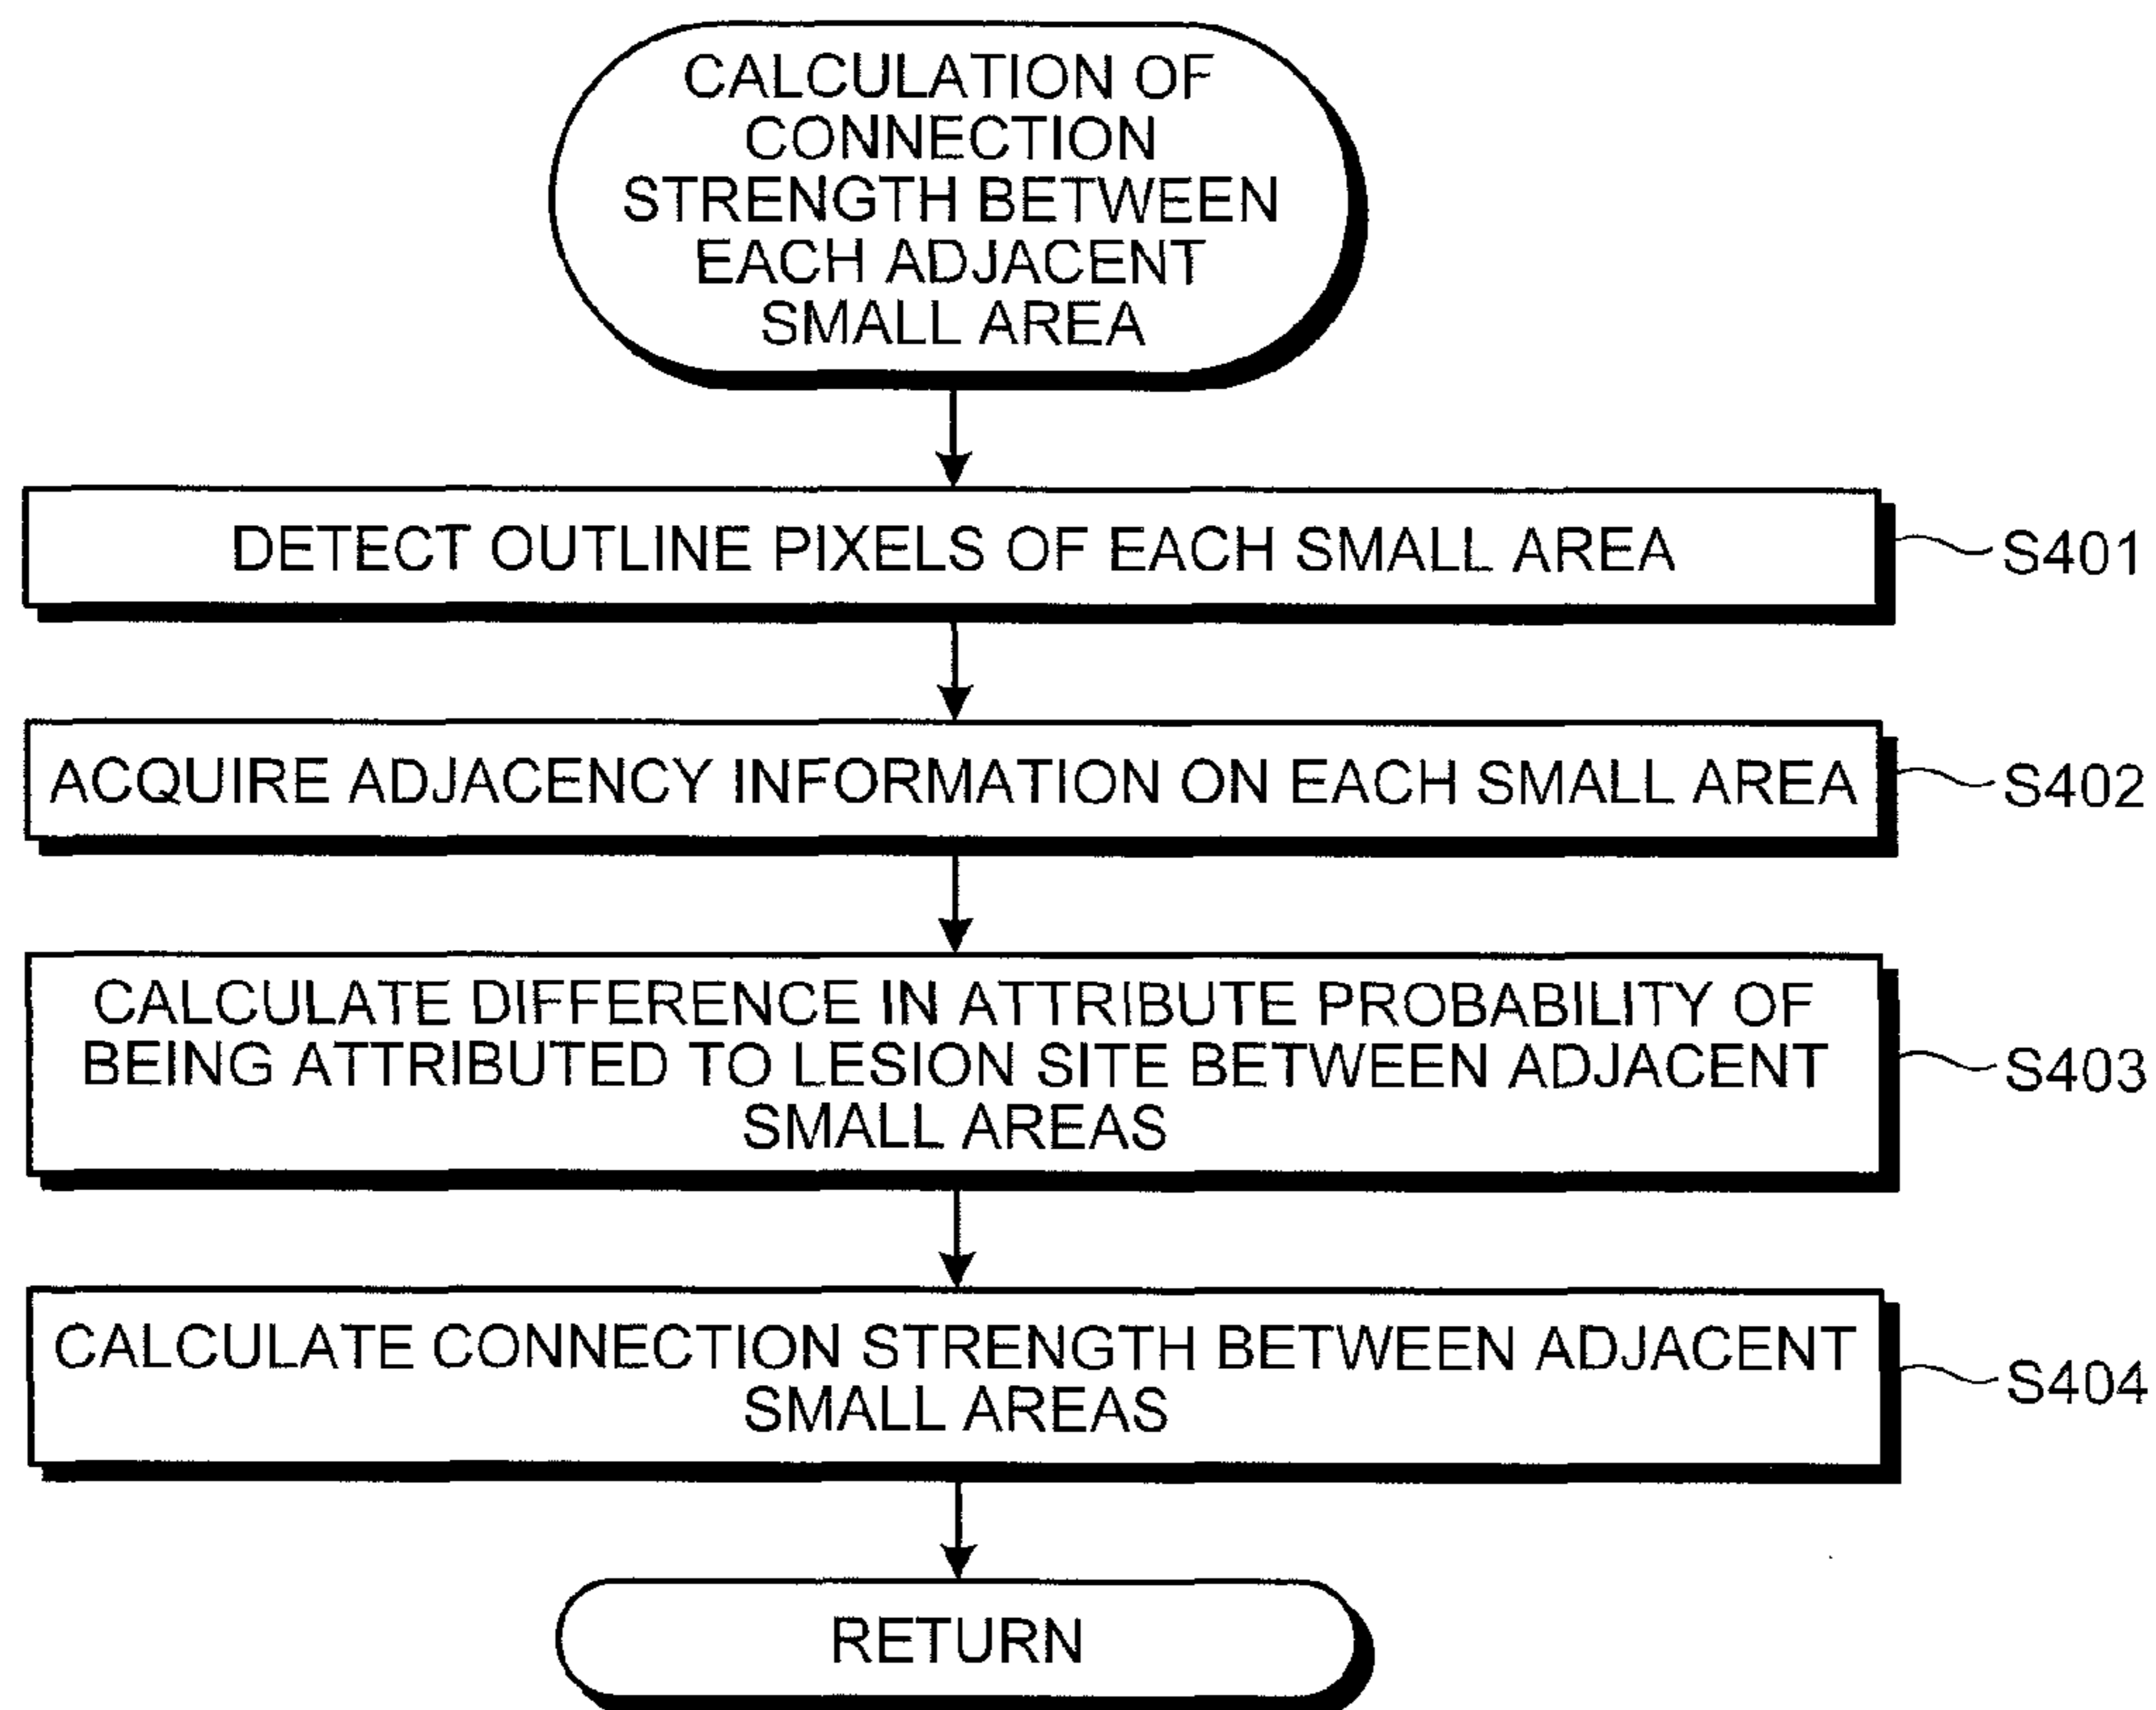 CALCULATION OF
CONNECTION
STRENGTH BETWEEN
EACH ADJACENT
SMALL AREA
DETECT OUTLINE PIXELS OF EACH SMALL AREA
S401
ACQUIRE ADJACENCY INFORMATION ON EACH SMALL AREA
S402
CALCULATE DIFFERENCE IN ATTRIBUTE PROBABILITY OF
BEING ATTRIBUTED TO LESION SITE BETWEEN ADJACENT
SMALL AREAS
S403
CALCULATE CONNECTION STRENGTH BETWEEN ADJACENT
SMALL AREAS
S404
RETURN